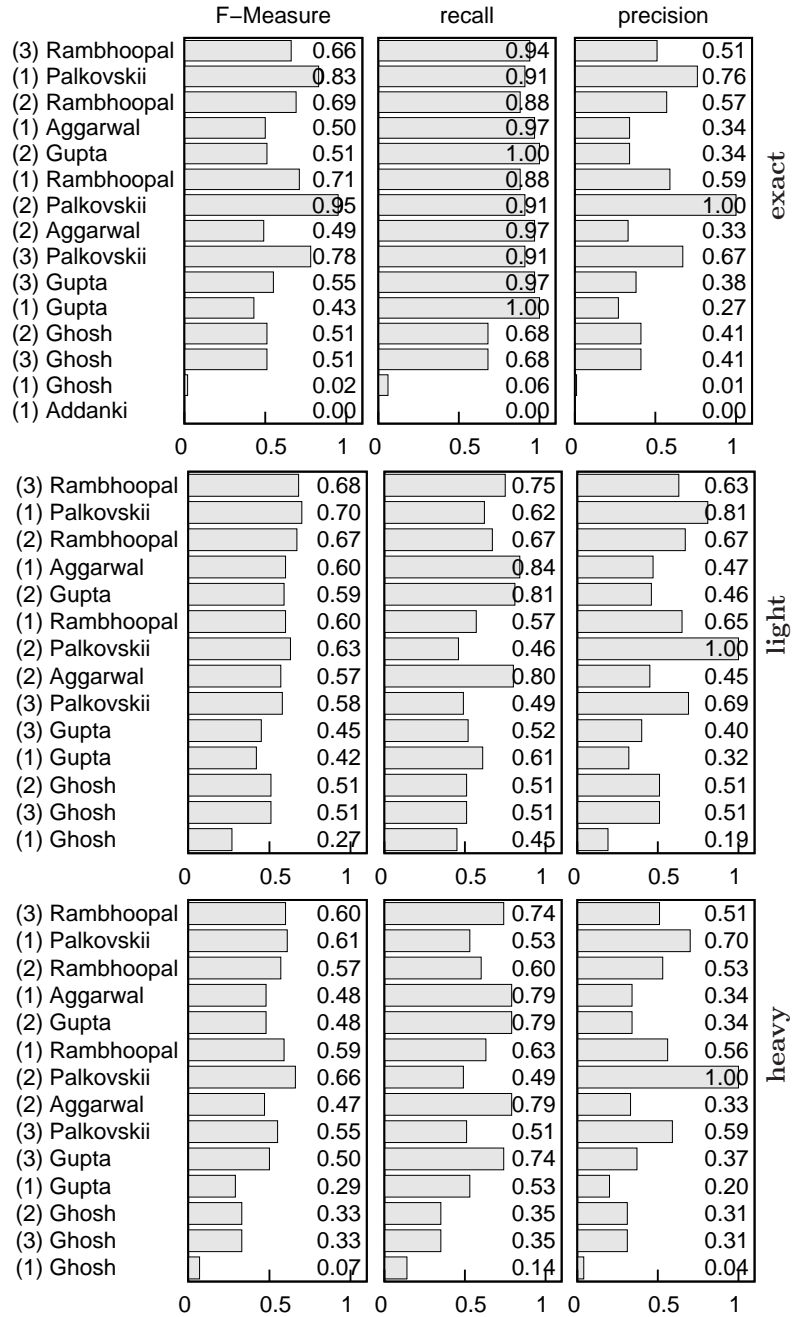 F−Measure recall precision
(3) Rambhoopal 0.66 0.94 0.51
(1) Palkovskii 0.83 0.91 0.76
(2) Rambhoopal 0.69 0.88 0.57
(1) Aggarwal 0.50 0.97 0.34
(2) Gupta 0.51 1.00 0.34
(1) Rambhoopal 0.71 0.88 0.59
(2) Palkovskii 0.95 0.91 1.00
(2) Aggarwal 0.49 0.97 0.33
(3) Palkovskii 0.78 0.91 0.67
(3) Gupta 0.55 0.97 0.38
(1) Gupta 0.43 1.00 0.27
(2) Ghosh 0.51 0.68 0.41
(3) Ghosh 0.51 0.68 0.41
(1) Ghosh 0.02 0.06 0.01
(1) Addanki 0.00 0.00 0.00
0 0.5 1 0 0.5 1 0 0.5 1
exact
(3) Rambhoopal 0.68 0.75 0.63
(1) Palkovskii 0.70 0.62 0.81
(2) Rambhoopal 0.67 0.67 0.67
(1) Aggarwal 0.60 0.84 0.47
(2) Gupta 0.59 0.81 0.46
(1) Rambhoopal 0.60 0.57 0.65
(2) Palkovskii 0.63 0.46 1.00
(2) Aggarwal 0.57 0.80 0.45
(3) Palkovskii 0.58 0.49 0.69
(3) Gupta 0.45 0.52 0.40
(1) Gupta 0.42 0.61 0.32
(2) Ghosh 0.51 0.51 0.51
(3) Ghosh 0.51 0.51 0.51
(1) Ghosh 0.27 0.45 0.19
0 0.5 1 0 0.5 1 0 0.5 1
light
(3) Rambhoopal 0.60 0.74 0.51
(1) Palkovskii 0.61 0.53 0.70
(2) Rambhoopal 0.57 0.60 0.53
(1) Aggarwal 0.48 0.79 0.34
(2) Gupta 0.48 0.79 0.34
(1) Rambhoopal 0.59 0.63 0.56
(2) Palkovskii 0.66 0.49 1.00
(2) Aggarwal 0.47 0.79 0.33
(3) Palkovskii 0.55 0.51 0.59
(3) Gupta 0.50 0.74 0.37
(1) Gupta 0.29 0.53 0.20
(2) Ghosh 0.33 0.35 0.31
(3) Ghosh 0.33 0.35 0.31
(1) Ghosh 0.07 0.14 0.04
0 0.5 1 0 0.5 1 0 0.5 1
heavy